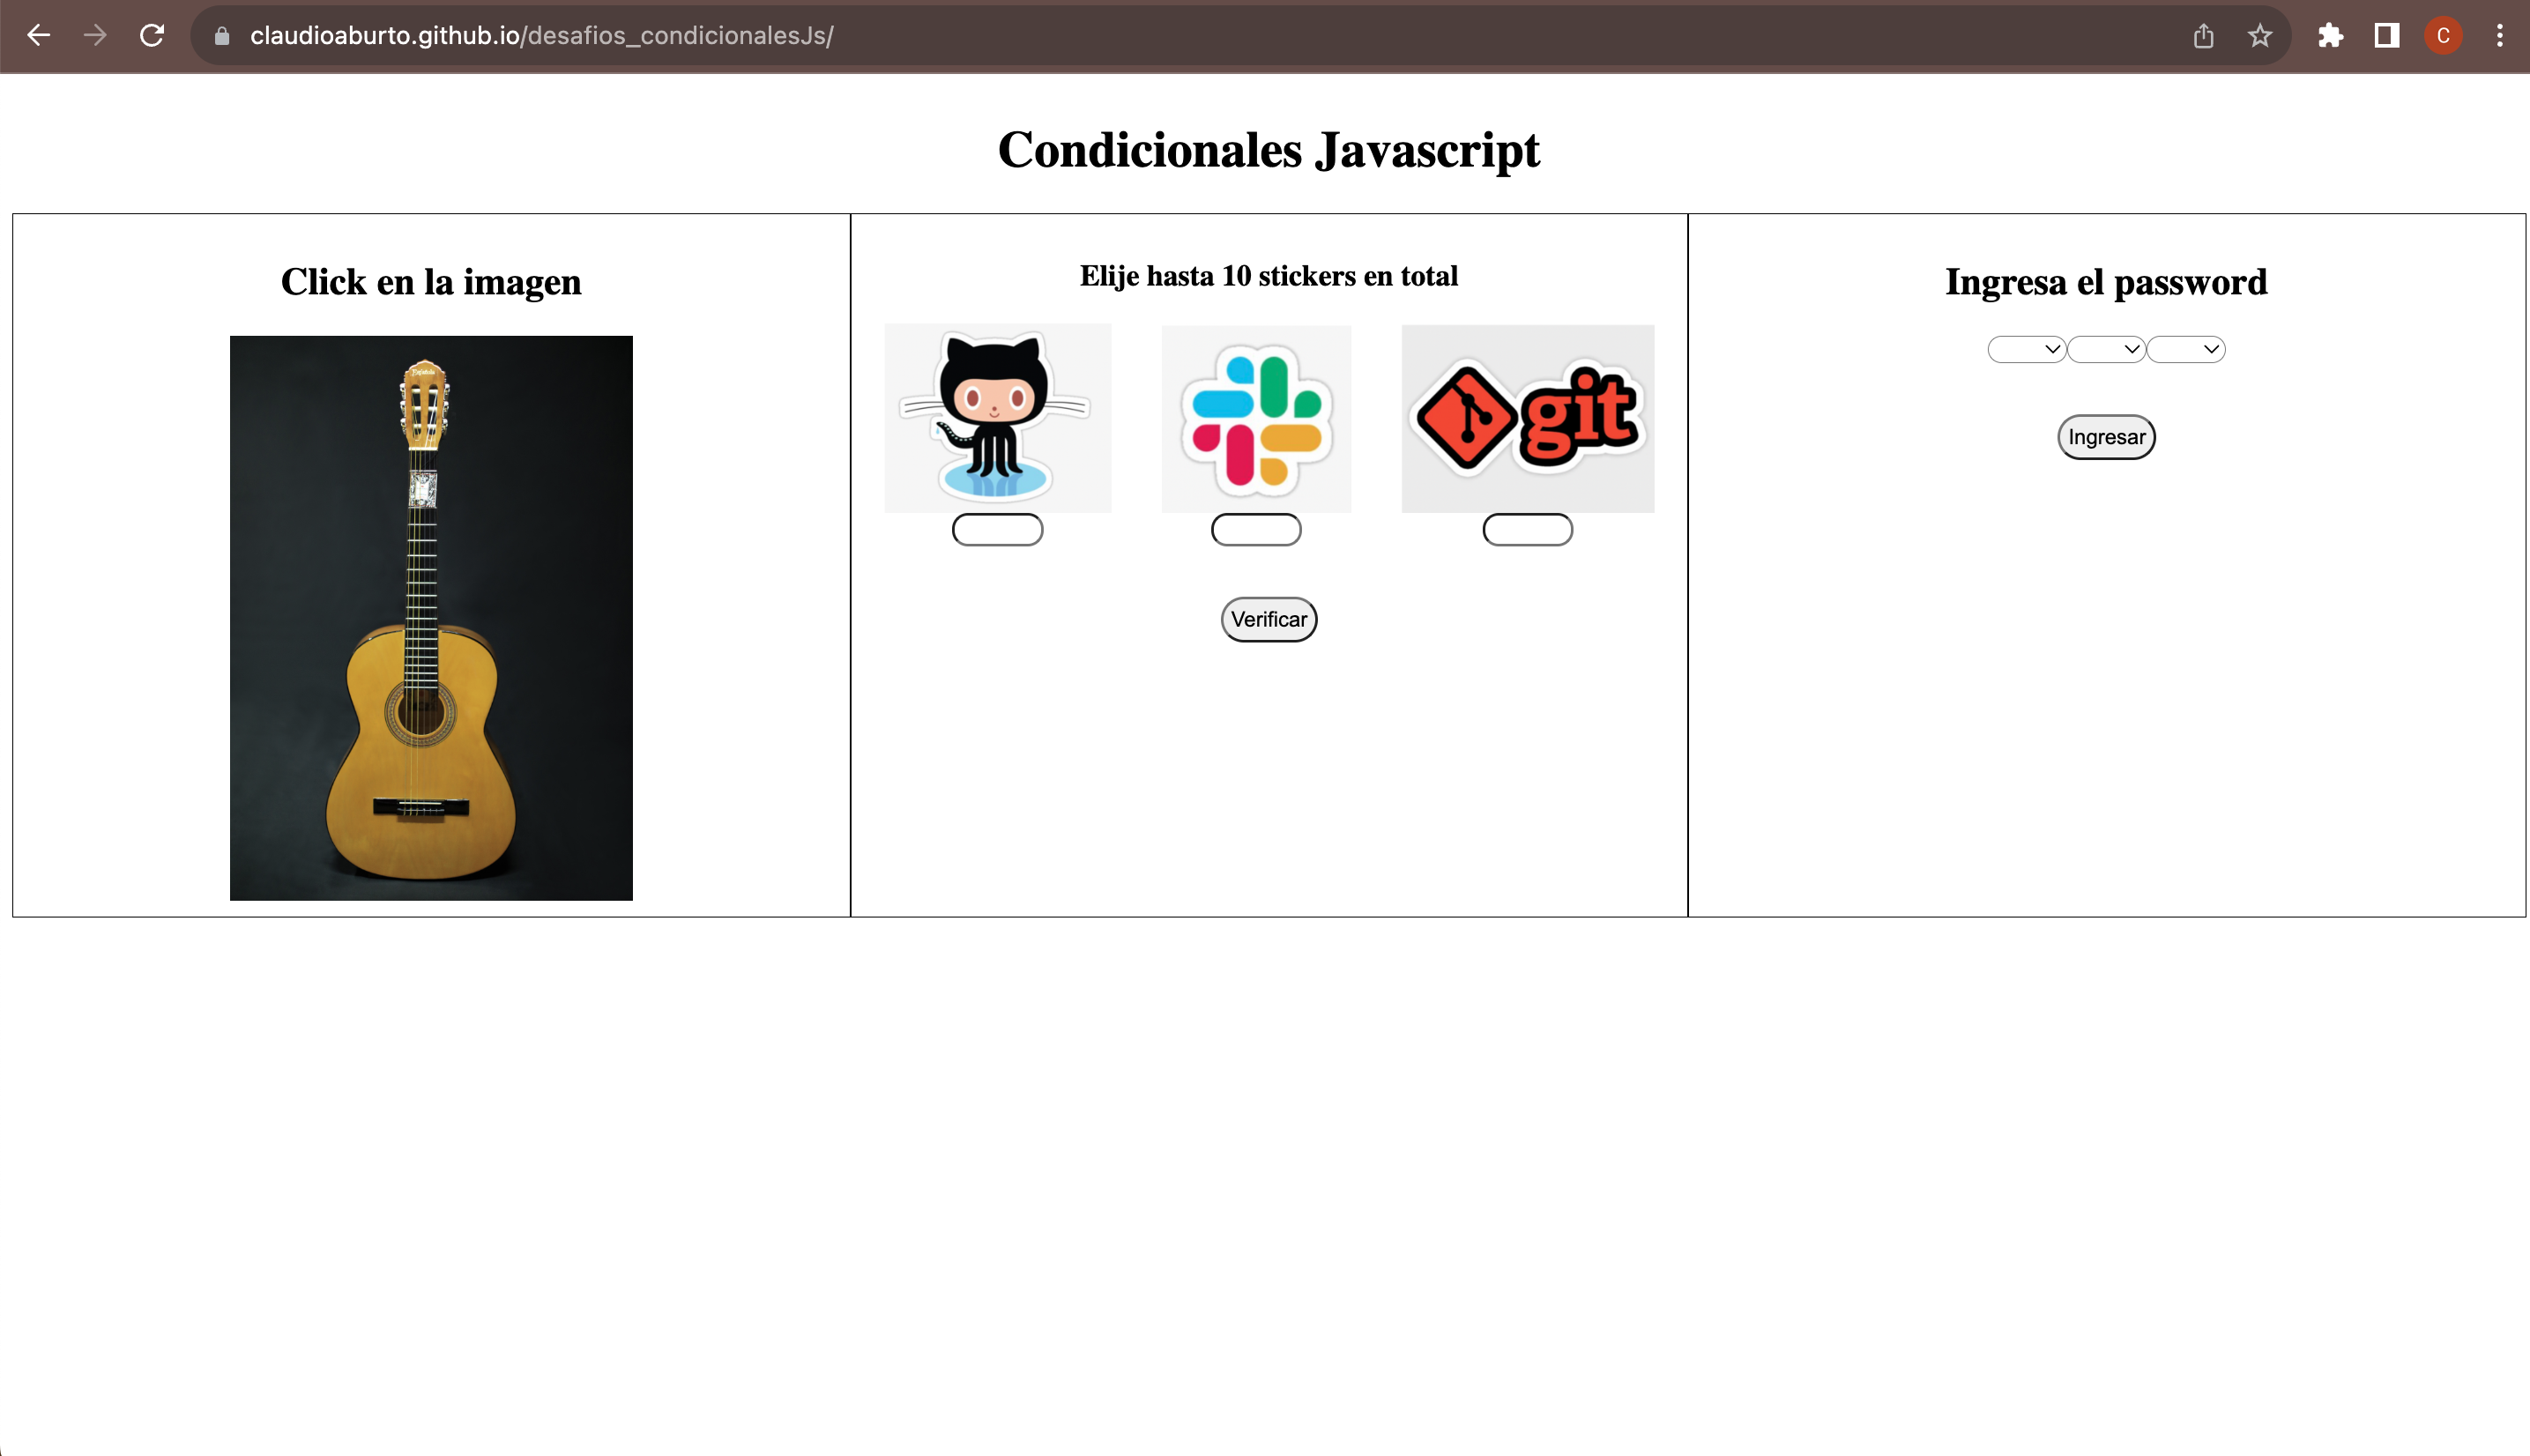 claudioaburto.github.io/desafios_condicionalesJs/
C
Condicionales Javascript
Click en la imagen
Elije hasta 10 stickers en total
git
Verificar
Ingresa el password
Ingresar